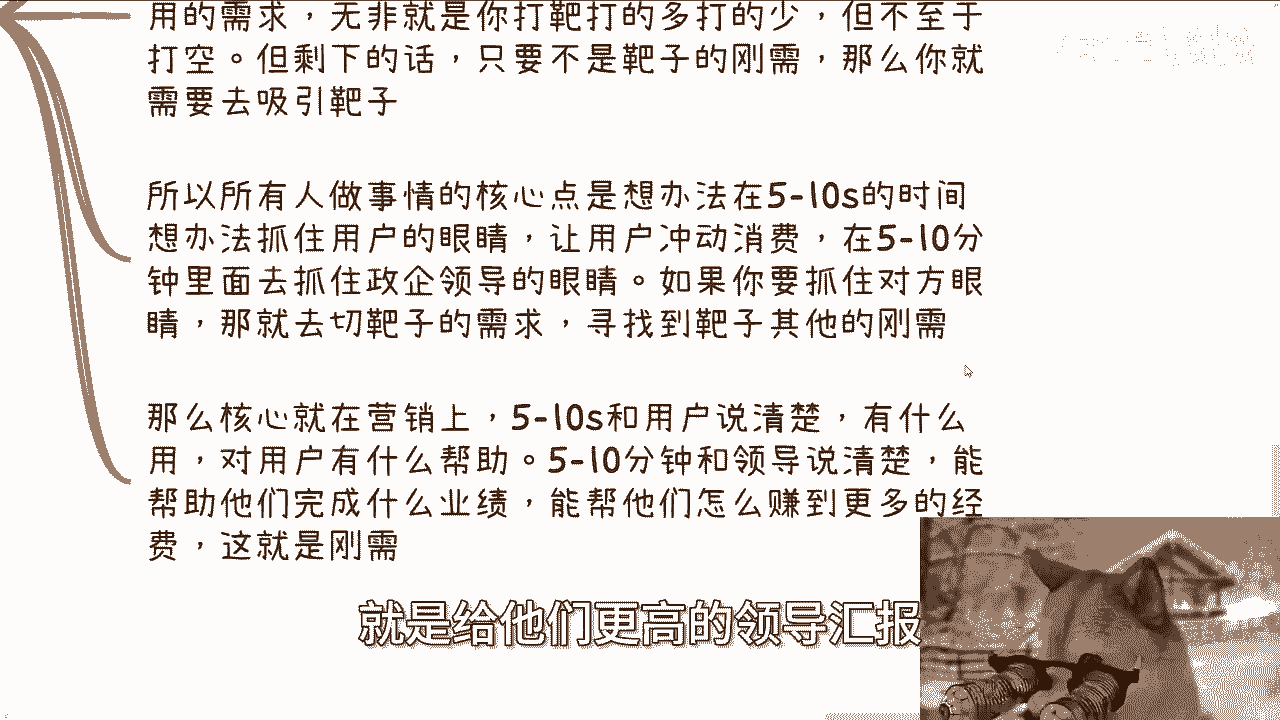 用的需求，无非就是你打靶打的多打的少，但不至于
打空。但剩下的话，只要不是靶子的刚需，那么你就
需要去吸引靶子
所以所有人做事情的核心点是想办法在5-10s的时间
想办法抓住用户的眼睛，让用户冲动消费，在5-10分
钟里面去抓住政企领导的眼睛。如果你要抓住对方眼
睛，那就去切靶子的需求，寻找到靶子其他的刚需
那么核心就在营销上，5-10s和用户说清楚，有什么
用，对用户有什么帮助。5-10分钟和领导说清楚，能
帮助他们完成什么业绩，能帮他们怎么赚到更多的经
费，这就是刚需
就是给他们更高的领导汇报